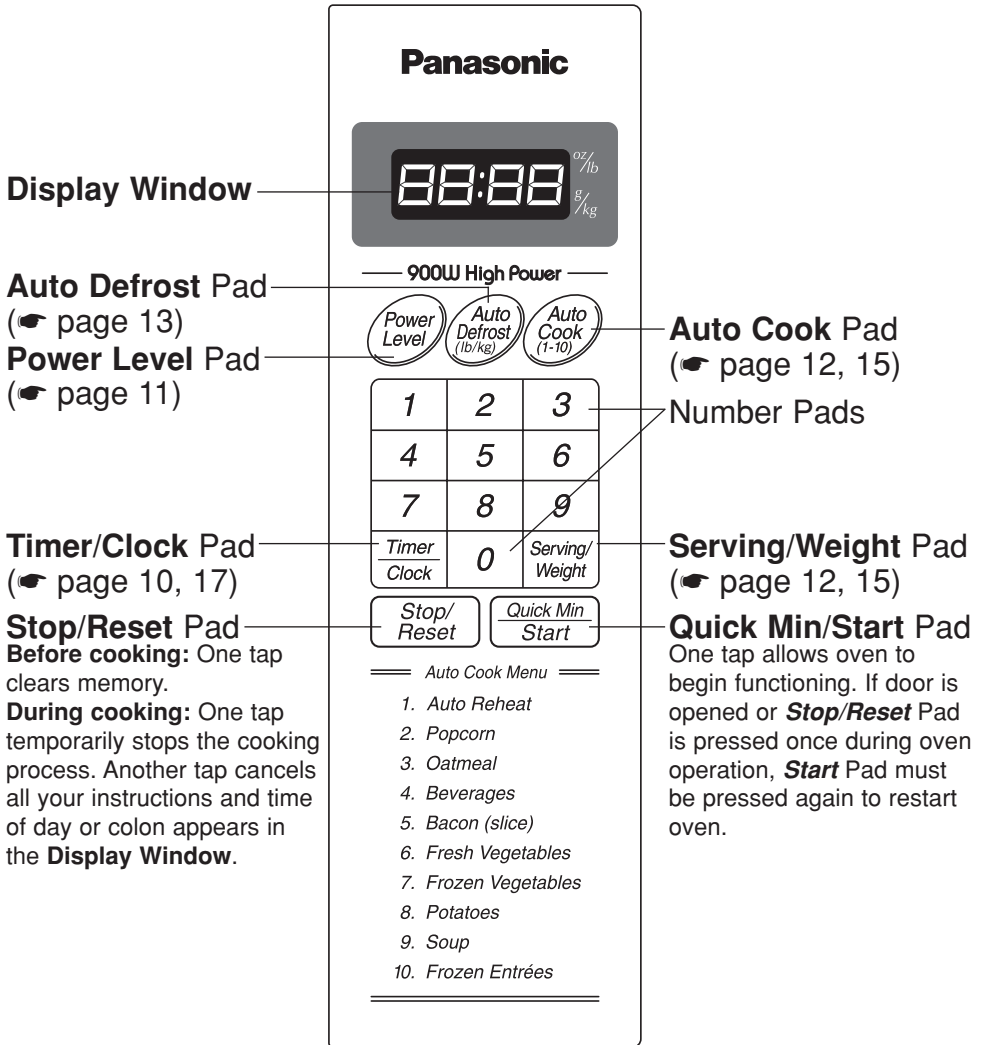 Panasonic
88:88
oz/lb
g/kg
Display Window
900W High Power
Auto Defrost Pad
(☛ page 13)
Power Level Pad
(☛ page 11)
Power
Level
Auto
Defrost
(lb/kg)
Auto
Cook
(1-10)
Auto Cook Pad
(☛ page 12, 15)
Number Pads
1 2 3
4 5 6
7 8 9
Timer
Clock
0
Serving/
Weight
Timer/Clock Pad
(☛ page 10, 17)
Serving/Weight Pad
(☛ page 12, 15)
Stop/
Reset
Quick Min
Start
Stop/Reset Pad
Before cooking: One tap
clears memory.
During cooking: One tap
temporarily stops the cooking
process. Another tap cancels
all your instructions and time
of day or colon appears in
the Display Window.
Quick Min/Start Pad
One tap allows oven to
begin functioning. If door is
opened or Stop/Reset Pad
is pressed once during oven
operation, Start Pad must
be pressed again to restart
oven.
Auto Cook Menu
1. Auto Reheat
2. Popcorn
3. Oatmeal
4. Beverages
5. Bacon (slice)
6. Fresh Vegetables
7. Frozen Vegetables
8. Potatoes
9. Soup
10. Frozen Entrées